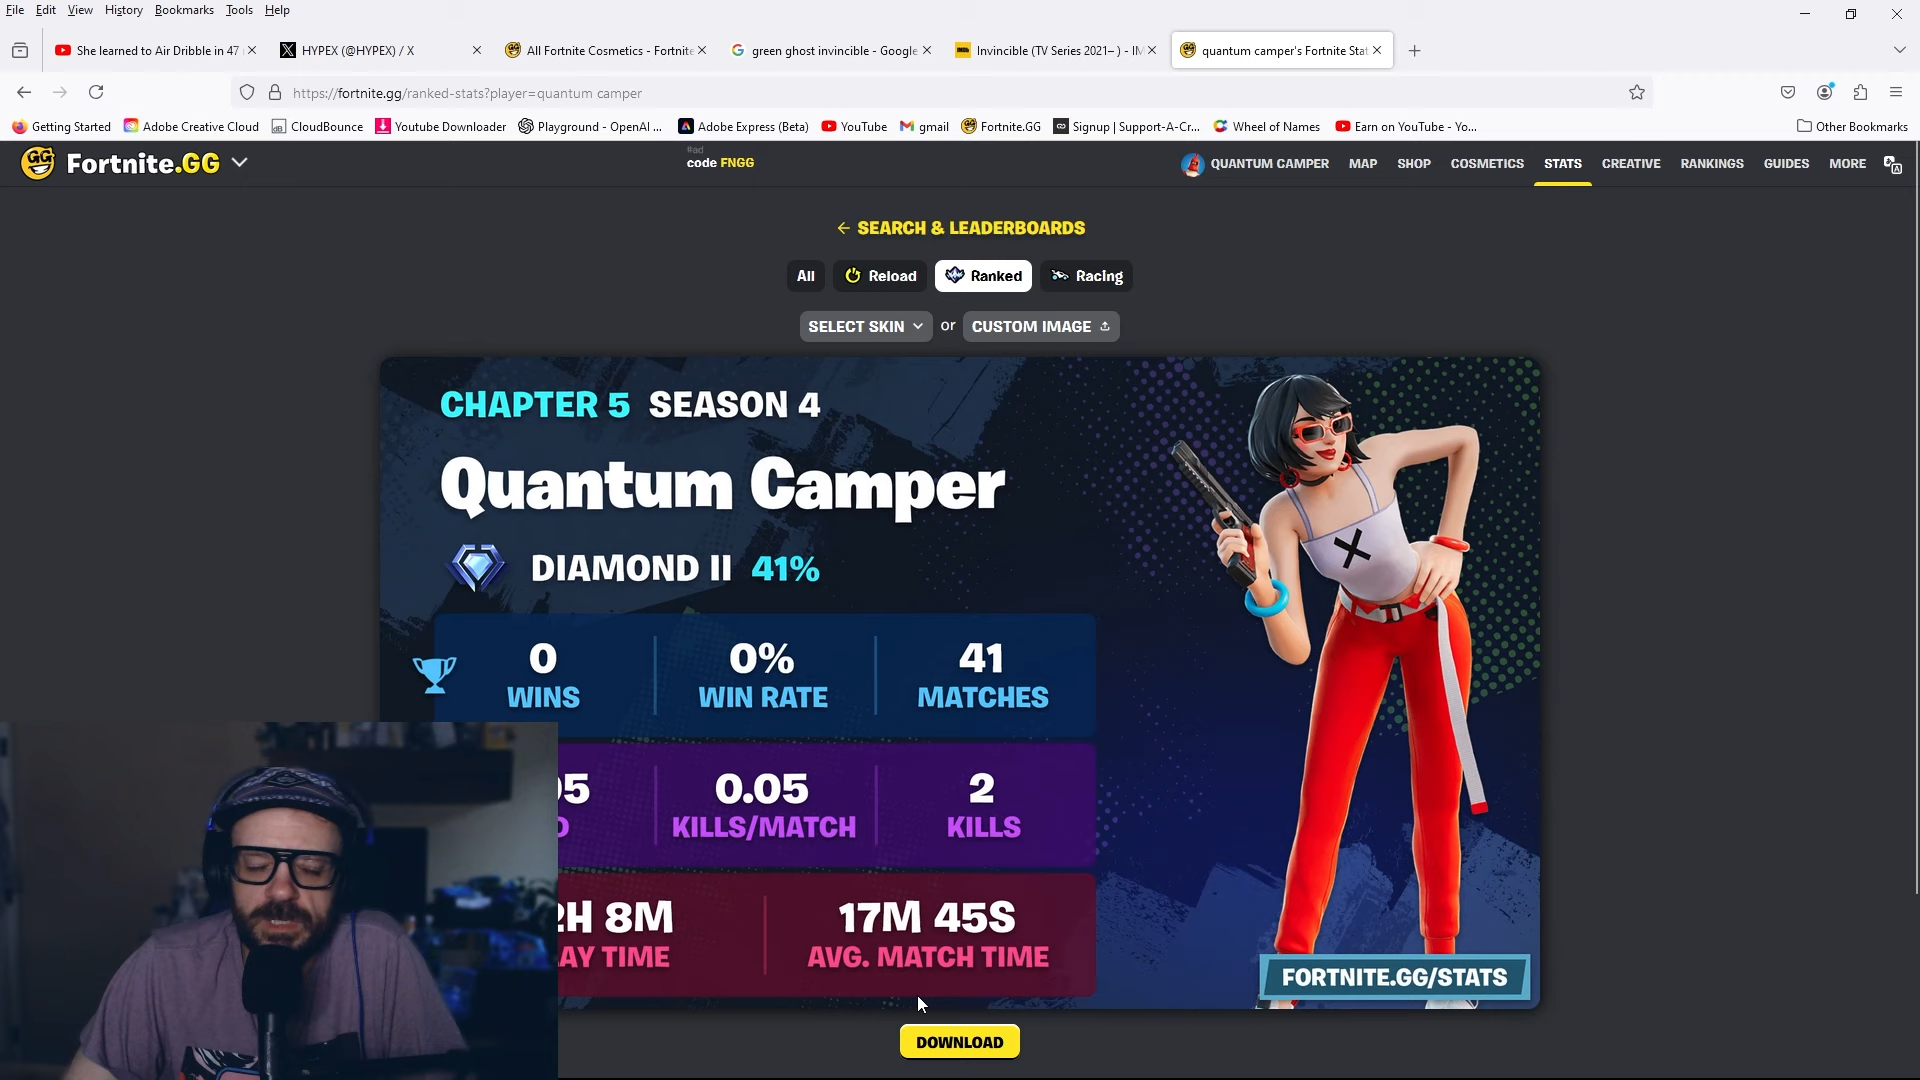 File Edit View History Bookmarks Tools Help
She learned to Air Dribble in 47
HYPEX (@HYPEX) / X
All Fortnite Cosmetics - Fortnite
green ghost invincible - Google
Invincible (TV Series 2021– ) - IM
quantum camper's Fortnite Stat
https://fortnite.gg/ranked-stats?player=quantum camper
Getting Started
Adobe Creative Cloud
CloudBounce
Youtube Downloader
Playground - OpenAI ...
Adobe Express (Beta)
YouTube
gmail
Fortnite.GG
Signup | Support-A-Cr...
Wheel of Names
Earn on YouTube - Yo...
Other Bookmarks
Fortnite.GG
#ad
code FNGG
QUANTUM CAMPER MAP SHOP COSMETICS STATS CREATIVE RANKINGS GUIDES MORE
← SEARCH & LEADERBOARDS
All Reload Ranked Racing
SELECT SKIN or CUSTOM IMAGE
CHAPTER 5 SEASON 4
Quantum Camper
DIAMOND II 41%
0 0% 41
WINS WIN RATE MATCHES
5 0.05 2
D KILLS/MATCH KILLS
2H 8M 17M 45S
AY TIME AVG. MATCH TIME
FORTNITE.GG/STATS
DOWNLOAD